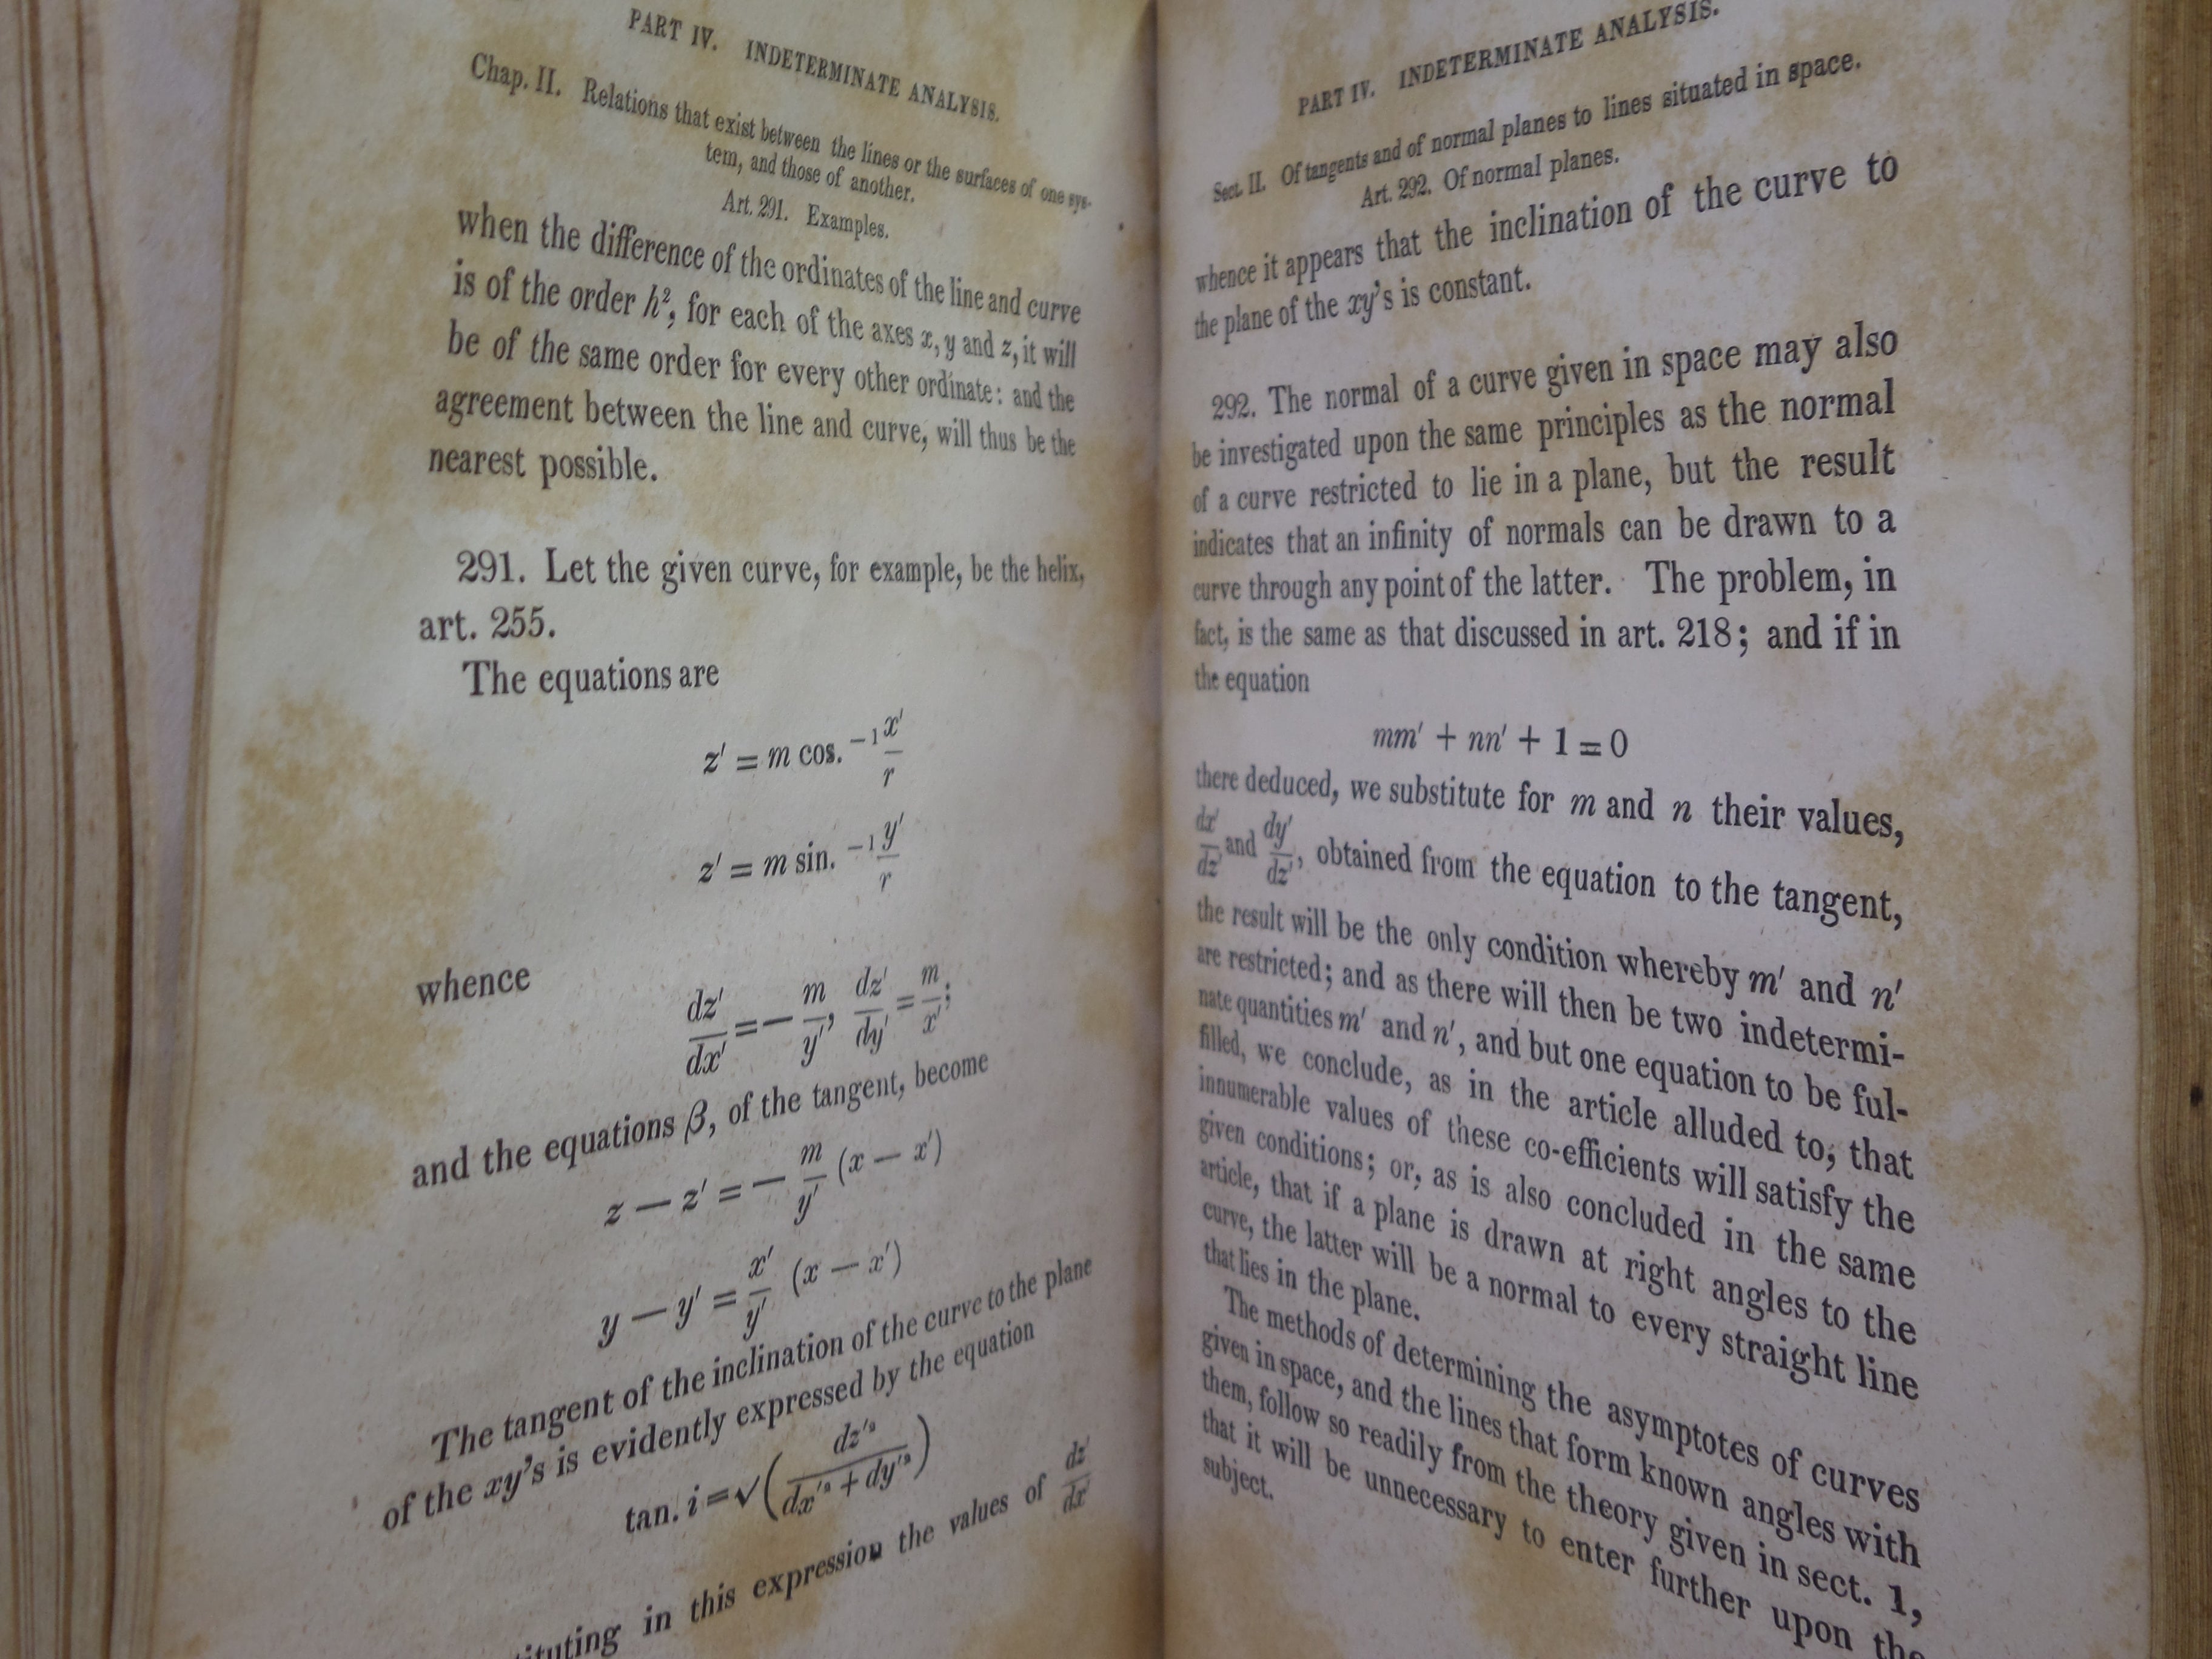 PART IV. INDETERMINATE ANALYSIS.
Chap. II. Relations that exist between the lines or the surfaces of one sys-
tem, and those of another.
Art. 291. Examples.
when the difference of the ordinates of the line and curve
is of the order h², for each of the axes x, y and z, it will
be of the same order for every other ordinate: and the
agreement between the line and curve, will thus be the
nearest possible.
291. Let the given curve, for example, be the helix,
art. 255.
The equations are
z′ = m cos.⁻¹ x′/r
z′ = m sin.⁻¹ y′/r
whence
dz′/dx′ = − m/y′, dz′/dy′ = m/x′;
and the equations β, of the tangent, become
z — z′ = — m/y′ (x — x′)
y — y′ = x′/y′ (x — x′)
The tangent of the inclination of the curve to the plane
of the xy's is evidently expressed by the equation
tan. i = √(dz′²/(dx′² + dy′²))
in this expression the values of dz′/dx′
PART IV. INDETERMINATE ANALYSIS.
Sect. II. Of tangents and of normal planes to lines situated in space.
Art. 292. Of normal planes.
whence it appears that the inclination of the curve to
the plane of the xy's is constant.
292. The normal of a curve given in space may also
be investigated upon the same principles as the normal
of a curve restricted to lie in a plane, but the result
indicates that an infinity of normals can be drawn to a
curve through any point of the latter. The problem, in
fact, is the same as that discussed in art. 218; and if in
the equation
mm′ + nn′ + 1 = 0
there deduced, we substitute for m and n their values,
dx′/dz′ and dy′/dz′, obtained from the equation to the tangent,
the result will be the only condition whereby m′ and n′
are restricted; and as there will then be two indetermi-
nate quantities m′ and n′, and but one equation to be ful-
filled, we conclude, as in the article alluded to, that
innumerable values of these co-efficients will satisfy the
given conditions; or, as is also concluded in the same
article, that if a plane is drawn at right angles to the
curve, the latter will be a normal to every straight line
that lies in the plane.
The methods of determining the asymptotes of curves
given in space, and the lines that form known angles with
them, follow so readily from the theory given in sect. 1,
that it will be unnecessary to enter further upon the
subject.